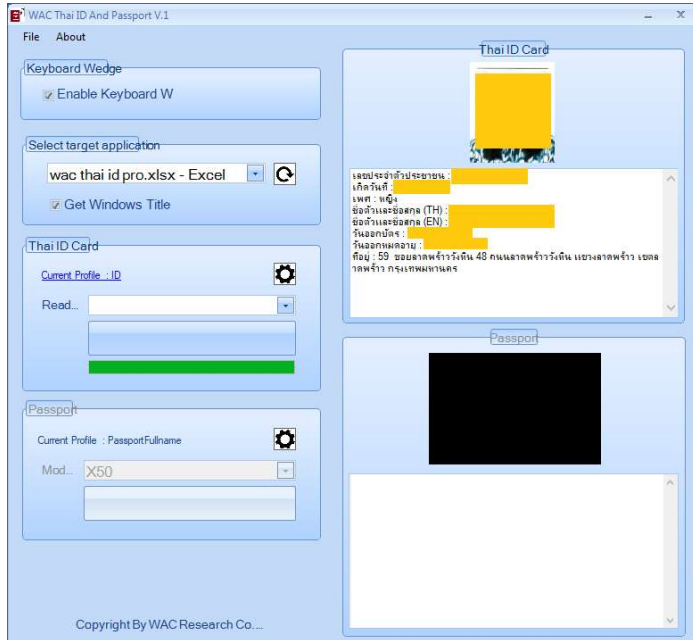 WAC Thai ID And Passport V.1
File About
Keyboard Wedge
Enable Keyboard W
Select target application
wac thai id pro.xlsx - Excel
Get Windows Title
Thai ID Card
Current Profile : ID
Read...
Passport
Current Profile : PassportFullname
Mod... X50
Copyright By WAC Research Co....
Thai ID Card
เลขประจำตัวประชาชน :
เกิดวันที่ :
เพศ : หญิง
ชื่อตัวและชื่อสกุล (TH) :
ชื่อตัวและชื่อสกุล (EN) :
วันออกบัตร :
วันออกหมดอายุ :
ที่อยู่ : 59 ซอยลาดพร้าววังหิน 48 ถนนลาดพร้าววังหิน แขวงลาดพร้าว เขตล
าดพร้าว กรุงเทพมหานคร
Passport